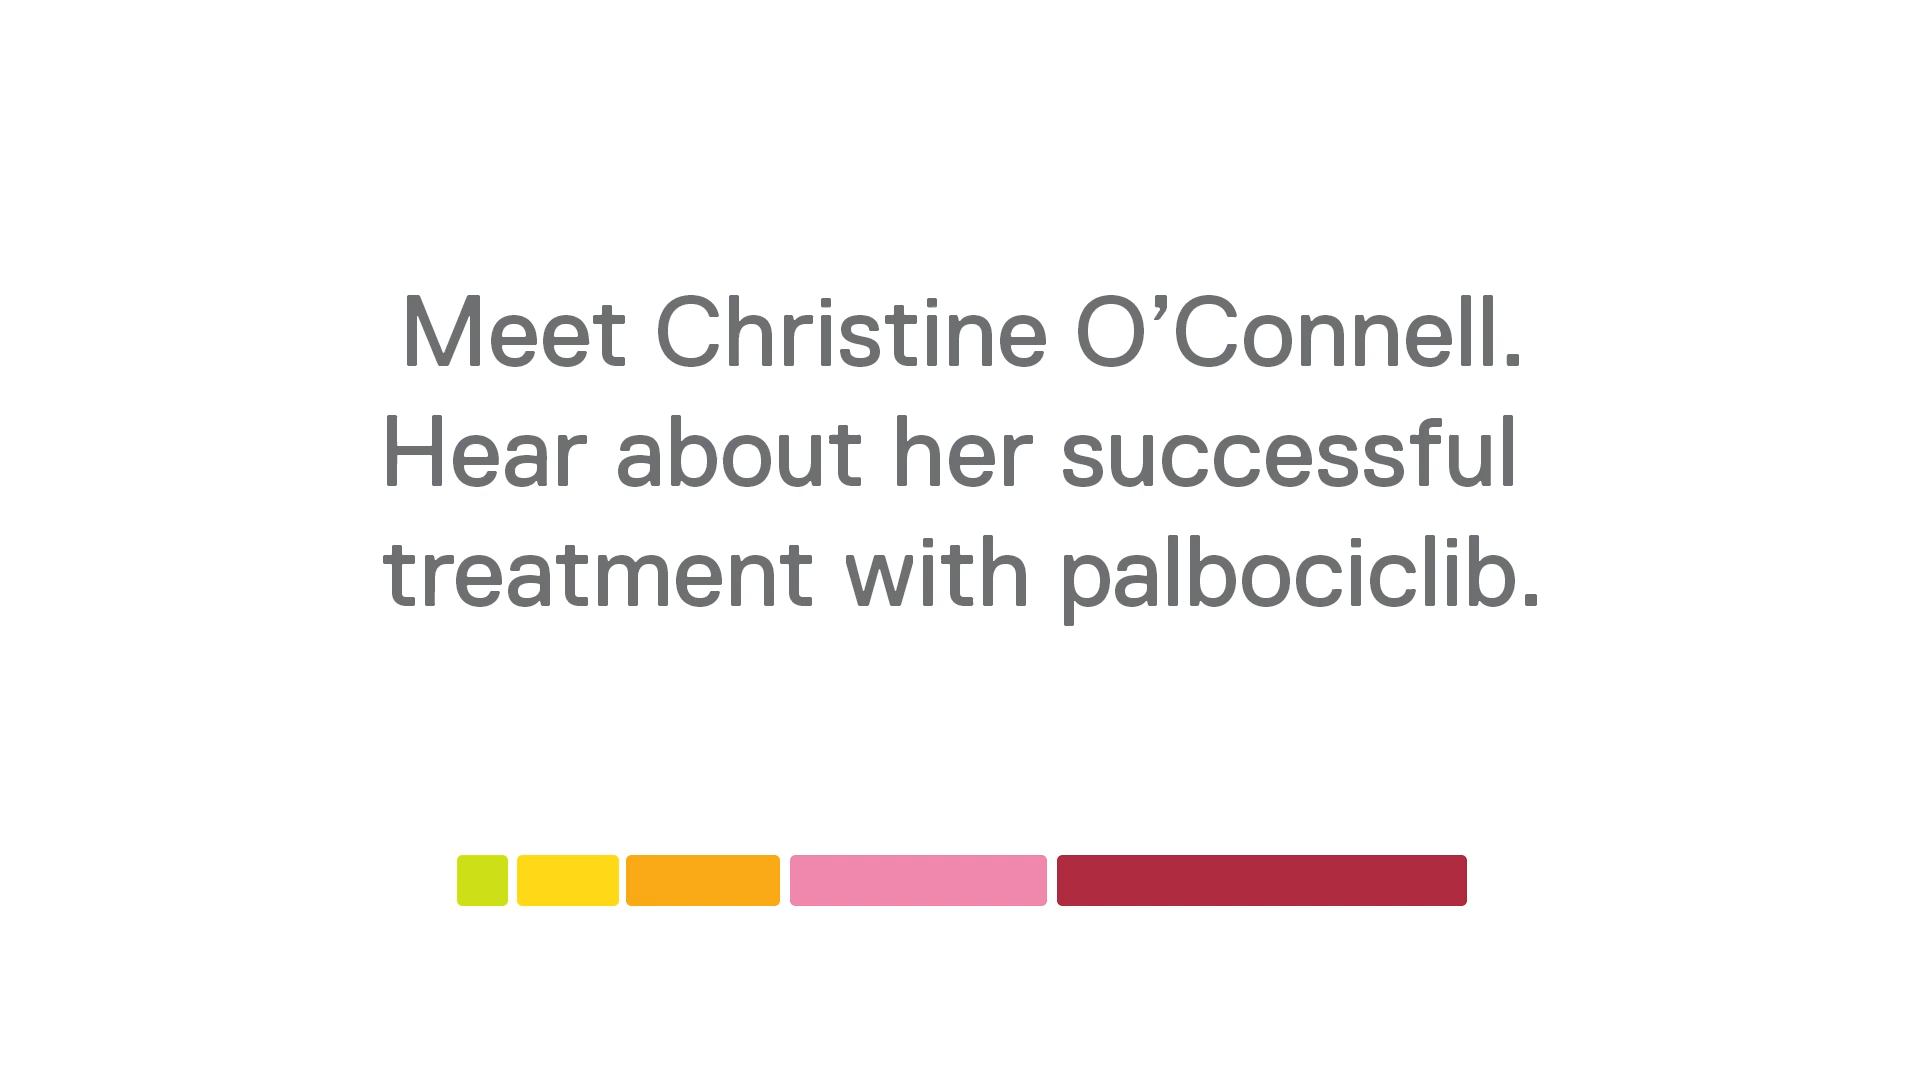 Meet Christine O’Connell.
Hear about her successful
treatment with palbociclib.